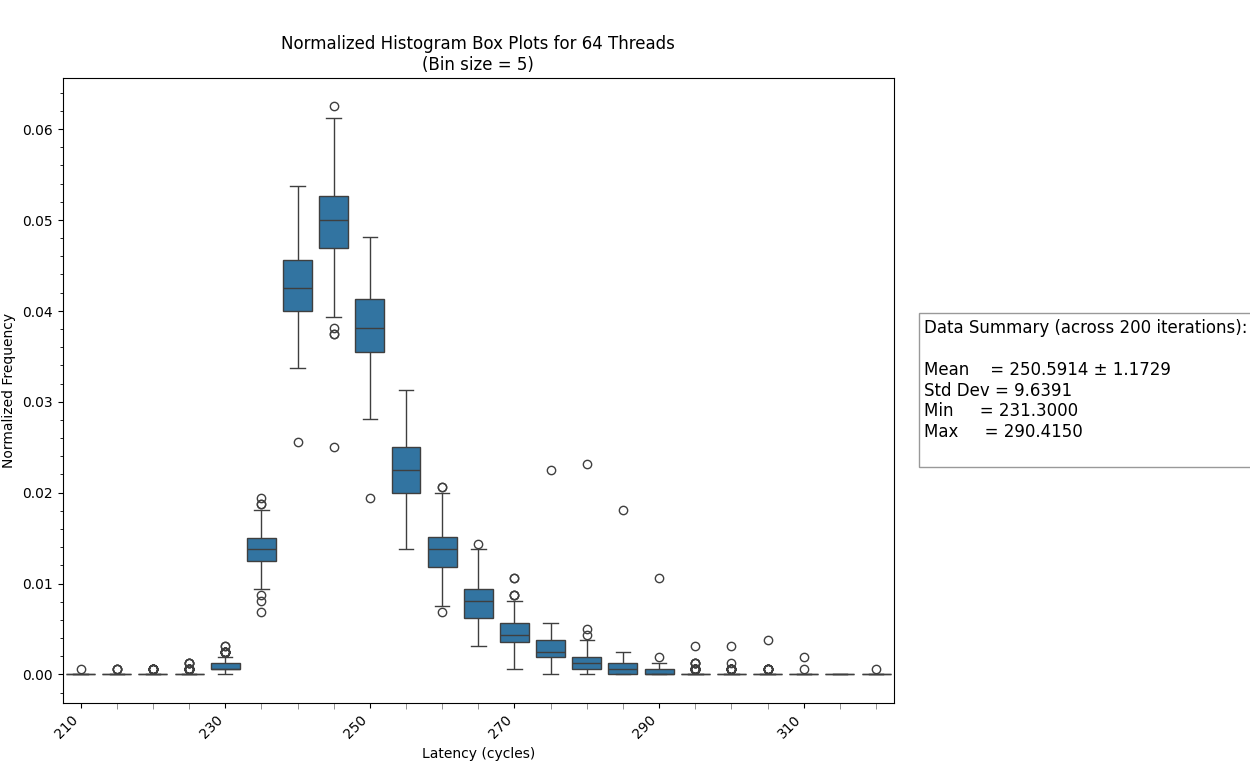 Normalized Histogram Box Plots for 64 Threads
(Bin size = 5)
Normalized Frequency
0.06
0.05
0.04
0.03
0.02
0.01
0.00
210
230
250
270
290
310
Latency (cycles)
Data Summary (across 200 iterations):
Mean = 250.5914 ± 1.1729
Std Dev = 9.6391
Min = 231.3000
Max = 290.4150